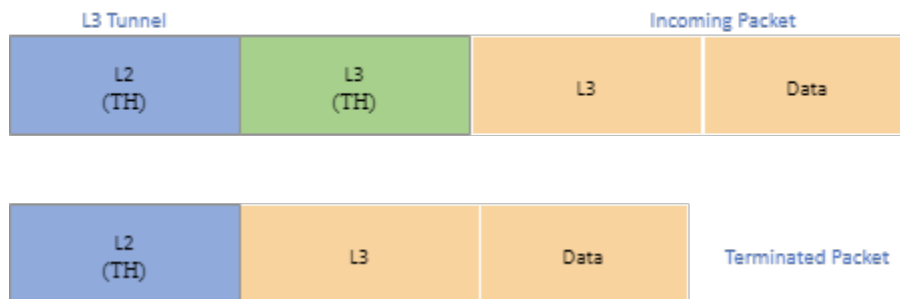 L3 Tunnel
Incoming Packet
L2
(TH)
L3
(TH)
L3
Data
L2
(TH)
L3
Data
Terminated Packet